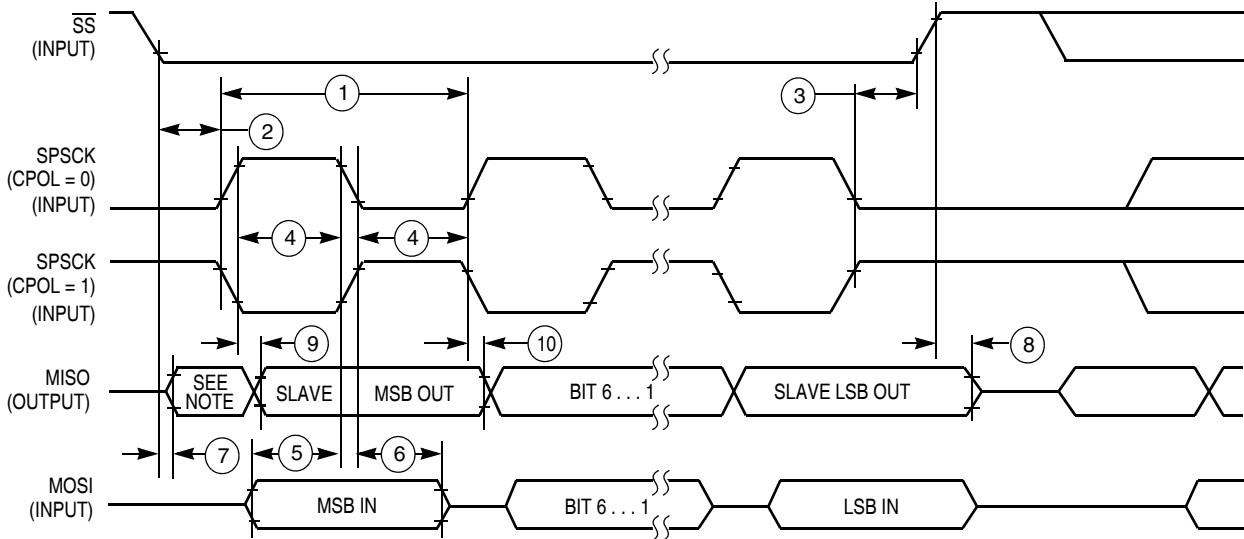 SS
(INPUT)
1
3
2
SPSCK
(CPOL = 0)
(INPUT)
4
4
SPSCK
(CPOL = 1)
(INPUT)
9
10
8
MISO
(OUTPUT)
SEE
NOTE
SLAVE
MSB OUT
BIT 6 . . . 1
SLAVE LSB OUT
7
5
6
MOSI
(INPUT)
MSB IN
BIT 6 . . . 1
LSB IN